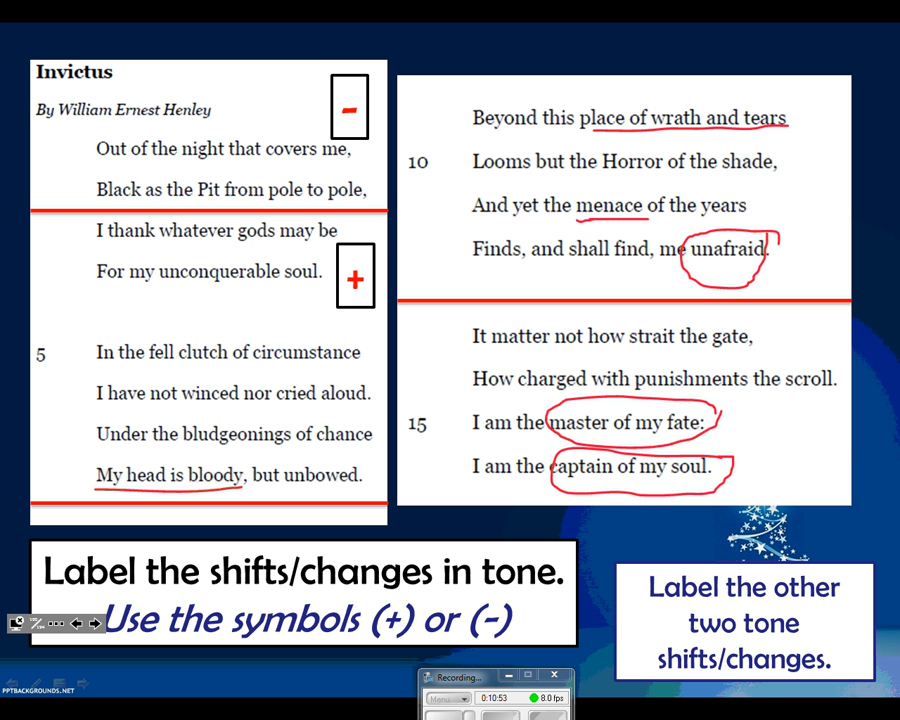 Invictus
By William Ernest Henley
-
Out of the night that covers me,
Black as the Pit from pole to pole,
I thank whatever gods may be
For my unconquerable soul.
+
5 In the fell clutch of circumstance
I have not winced nor cried aloud.
Under the bludgeonings of chance
My head is bloody, but unbowed.
Beyond this place of wrath and tears
10 Looms but the Horror of the shade,
And yet the menace of the years
Finds, and shall find, me unafraid.
It matter not how strait the gate,
How charged with punishments the scroll.
15 I am the master of my fate:
I am the captain of my soul.
Label the shifts/changes in tone.
Use the symbols (+) or (-)
Label the other
two tone
shifts/changes.
PPTBACKGROUNDS.NET
Recording...
Menu
0:10:53
8.0 fps